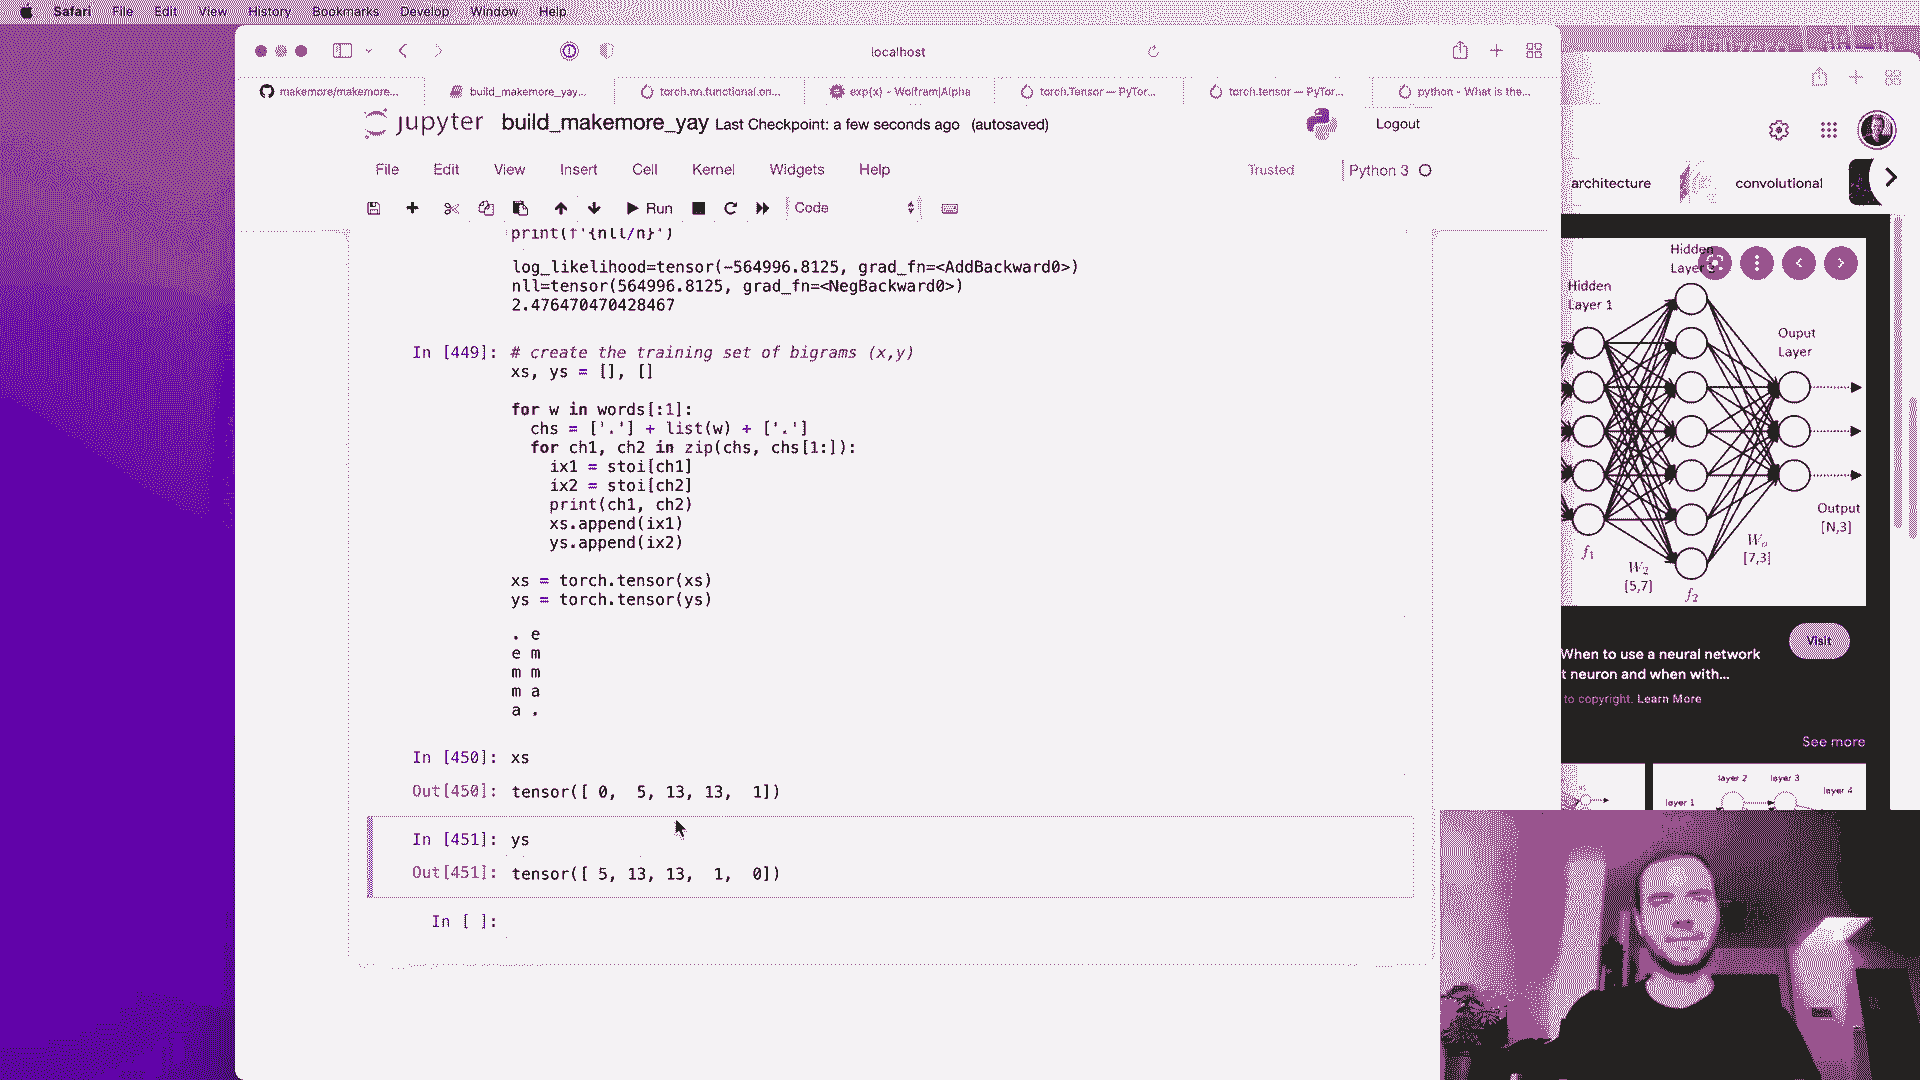 Safari File Edit View History Bookmarks Develop Window Help
localhost
makemore/makemore... build_makemore_yay... torch.nn.functional.on... exp(x) - Wolfram|Alpha torch.Tensor — PyTor... torch.tensor — PyTor... python - What is the...
jupyter build_makemore_yay Last Checkpoint: a few seconds ago (autosaved) Logout
File Edit View Insert Cell Kernel Widgets Help Trusted Python 3
Run Code
print(f'{nll/n}')
log_likelihood=tensor(-564996.8125, grad_fn=<AddBackward0>)
nll=tensor(564996.8125, grad_fn=<NegBackward0>)
2.476470470428467
In [449]: # create the training set of bigrams (x,y)
xs, ys = [], []
for w in words[:1]:
chs = ['.'] + list(w) + ['.']
for ch1, ch2 in zip(chs, chs[1:]):
ix1 = stoi[ch1]
ix2 = stoi[ch2]
print(ch1, ch2)
xs.append(ix1)
ys.append(ix2)
xs = torch.tensor(xs)
ys = torch.tensor(ys)
. e
e m
m m
m a
a .
In [450]: xs
Out[450]: tensor([ 0, 5, 13, 13, 1])
In [451]: ys
Out[451]: tensor([ 5, 13, 13, 1, 0])
In [ ]:
architecture convolutional
Hidden
Layer
Hidden
Layer 1
Ouput
Layer
Output
[N,3]
f1
W2
[5,7]
f2
[7,3]
Visit
When to use a neural network
t neuron and when with...
to copyright. Learn More
See more
layer 1
layer 2
layer 3
layer 4